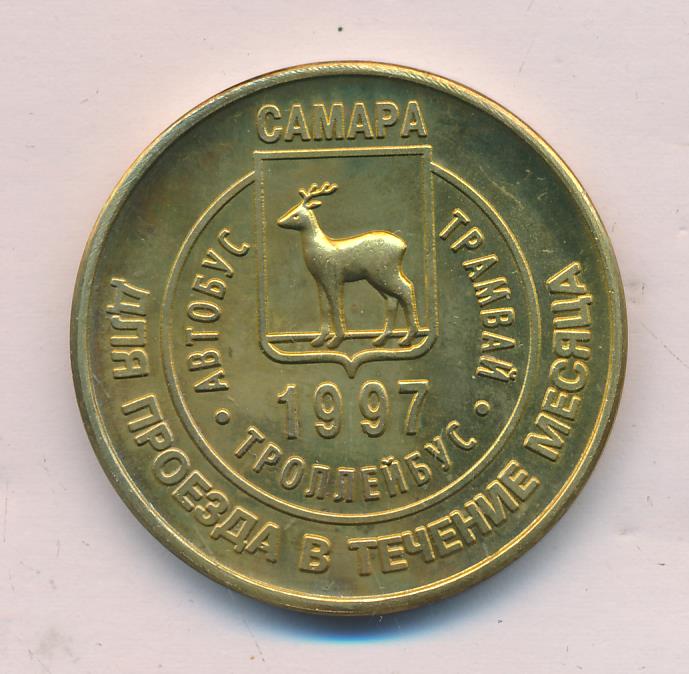 САМАРА
АВТОБУС • ТРОЛЛЕЙБУС • ТРАМВАЙ
1997
ДЛЯ ПРОЕЗДА В ТЕЧЕНИЕ МЕСЯЦА